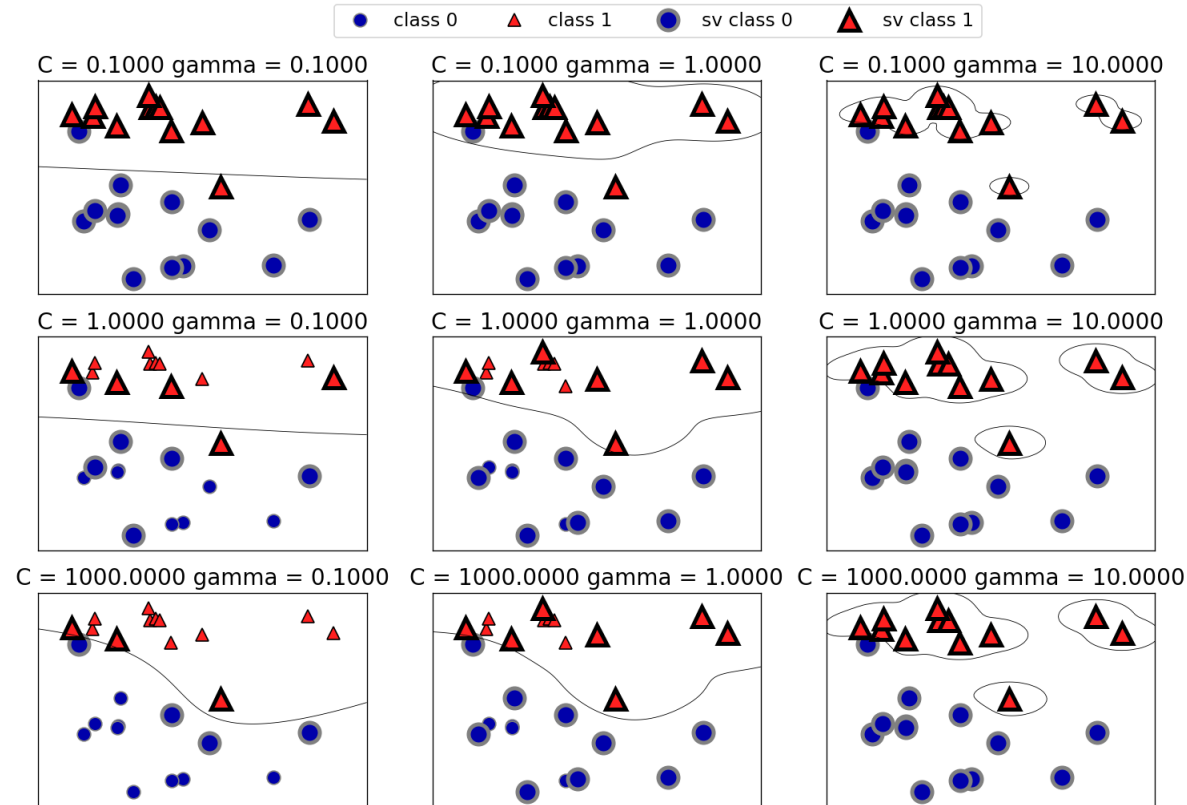 class 0 class 1 sv class 0 sv class 1
C = 0.1000 gamma = 0.1000 C = 0.1000 gamma = 1.0000 C = 0.1000 gamma = 10.0000
C = 1.0000 gamma = 0.1000 C = 1.0000 gamma = 1.0000 C = 1.0000 gamma = 10.0000
C = 1000.0000 gamma = 0.1000 C = 1000.0000 gamma = 1.0000 C = 1000.0000 gamma = 10.0000